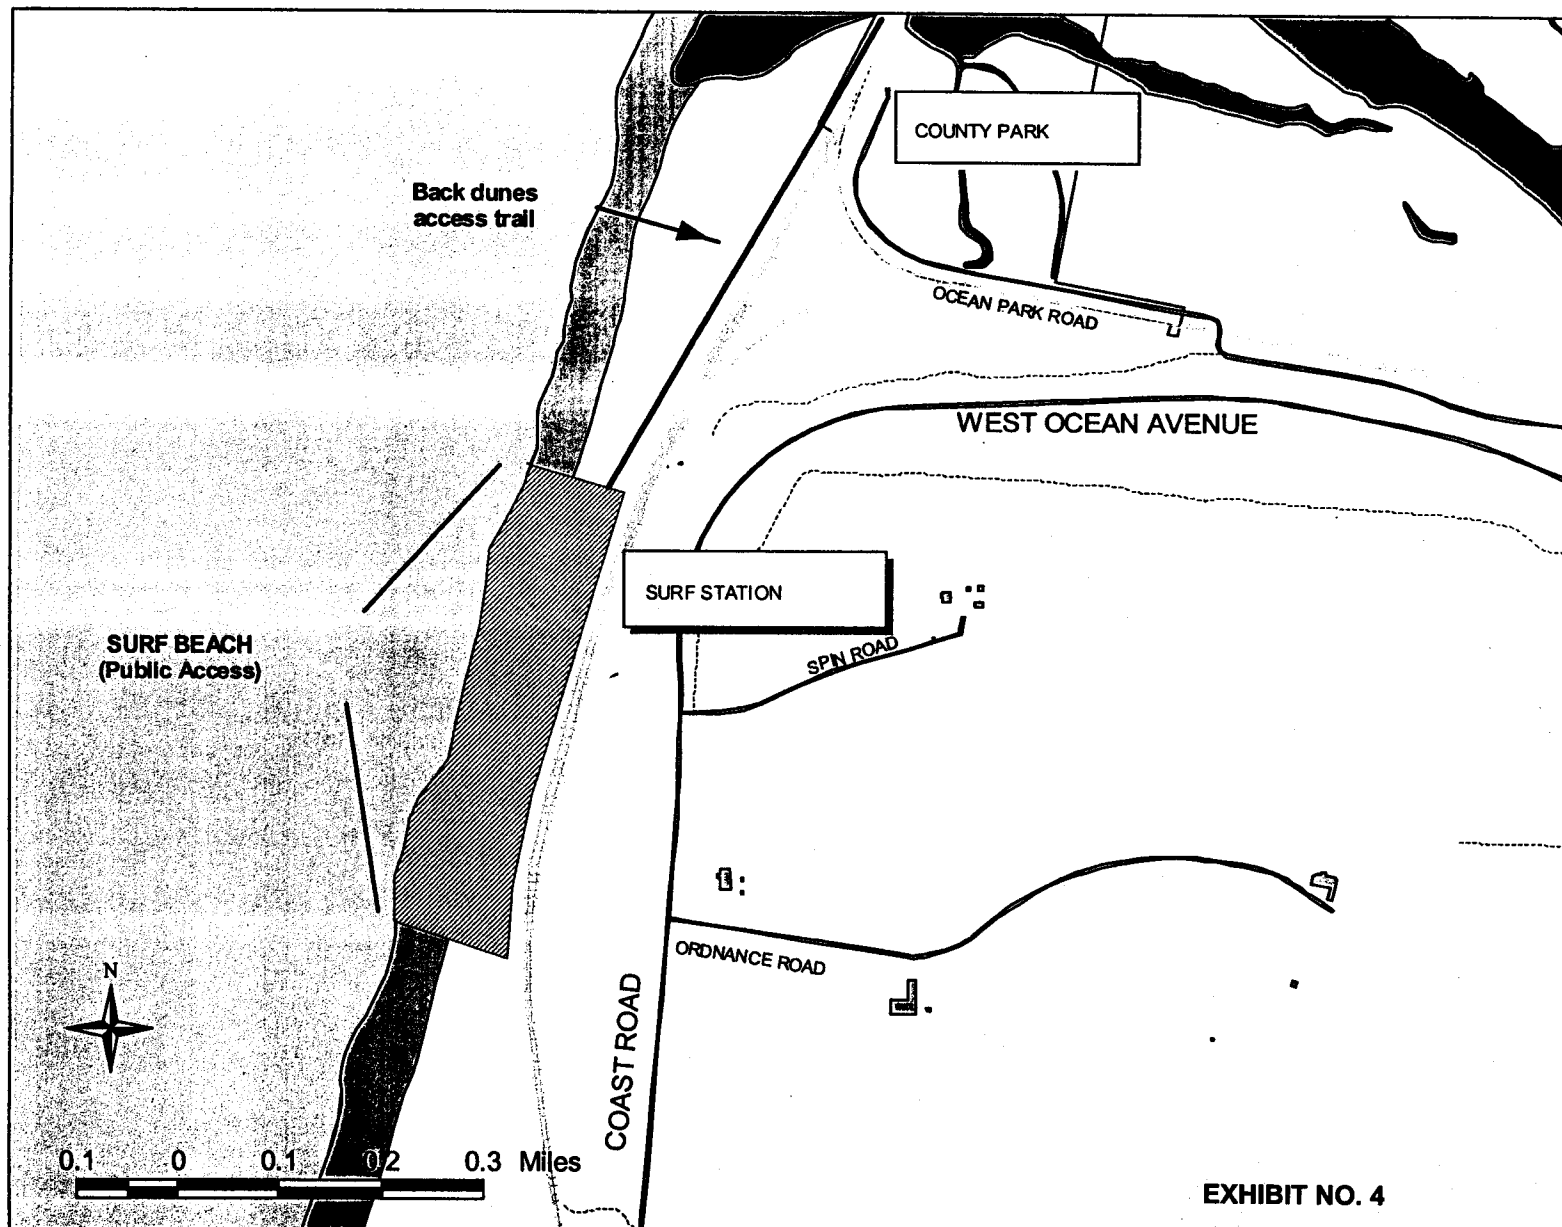 COUNTY PARK
Back dunes
access trail
OCEAN PARK ROAD
WEST OCEAN AVENUE
SURF STATION
SURF BEACH
(Public Access)
SPIN ROAD
ORDNANCE ROAD
N
COAST ROAD
0.1 0 0.1 0.2 0.3 Miles
EXHIBIT NO. 4